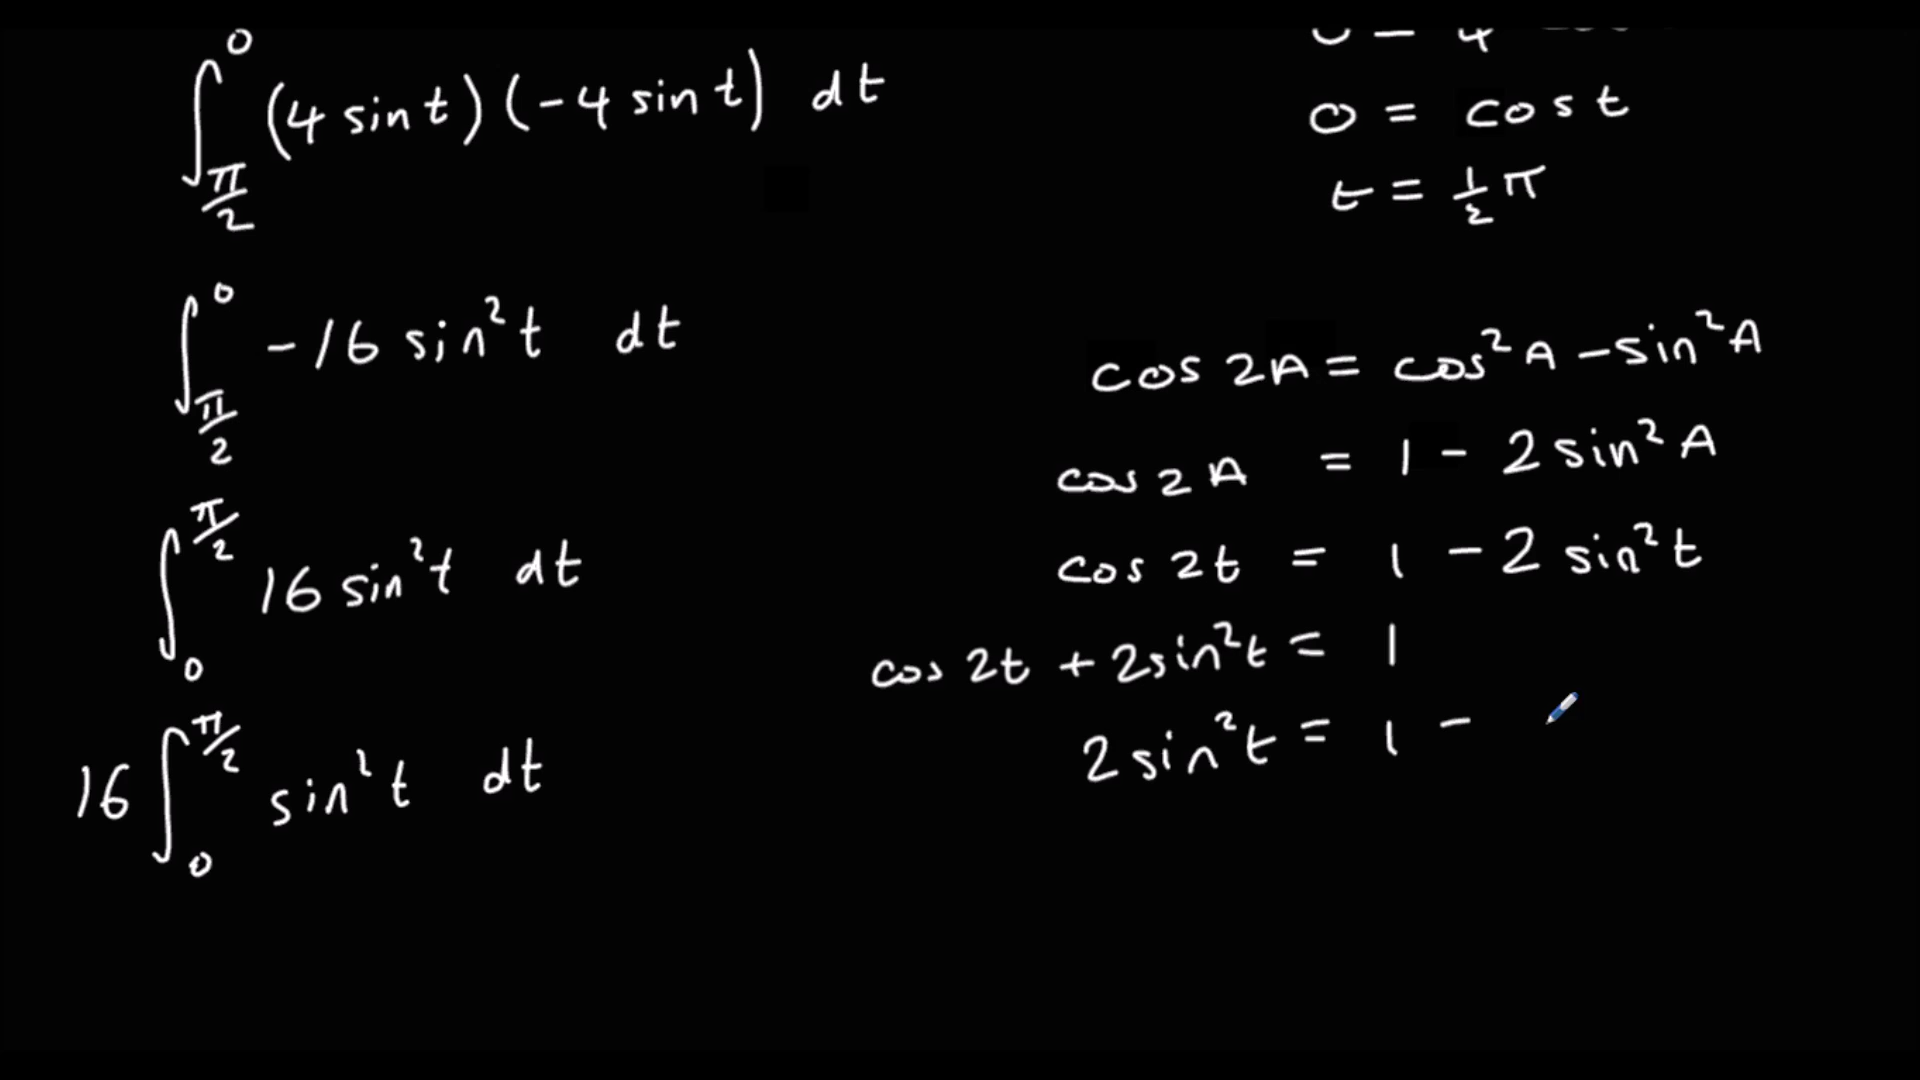 ∫_{π/2}^{0} (4 sin t)(-4 sin t) dt
∫_{π/2}^{0} -16 sin²t dt
∫_{0}^{π/2} 16 sin²t dt
16 ∫_{0}^{π/2} sin²t dt
0 = cos t
t = ½π
cos 2A = cos²A - sin²A
cos 2A = 1 - 2 sin²A
cos 2t = 1 - 2 sin²t
cos 2t + 2sin²t = 1
2 sin²t = 1 -